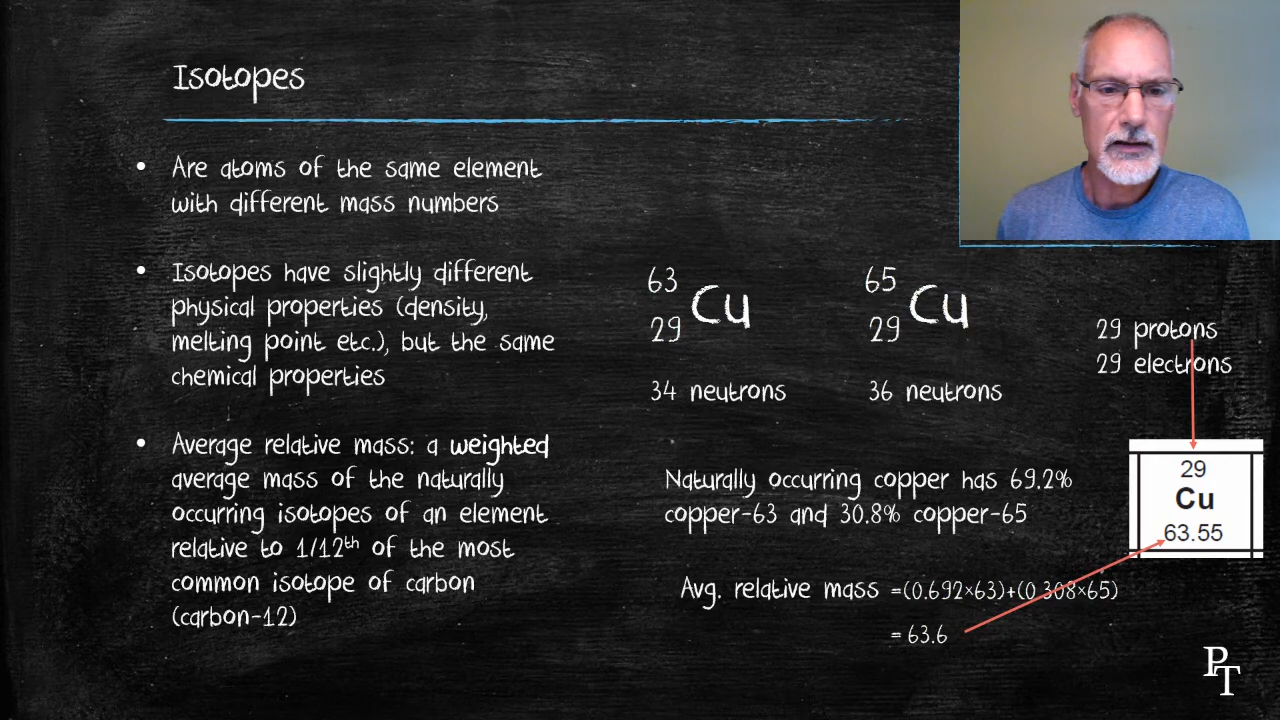 Isotopes
• Are atoms of the same element
with different mass numbers
• Isotopes have slightly different
physical properties (density,
melting point etc.), but the same
chemical properties
• Average relative mass: a weighted
average mass of the naturally
occurring isotopes of an element
relative to 1/12th of the most
common isotope of carbon
(carbon-12)
63
29 Cu
34 neutrons
65
29 Cu
36 neutrons
29 protons
29 electrons
Naturally occurring copper has 69.2%
copper-63 and 30.8% copper-65
Avg. relative mass =(0.692×63)+(0.308×65)
= 63.6
29
Cu
63.55
PT